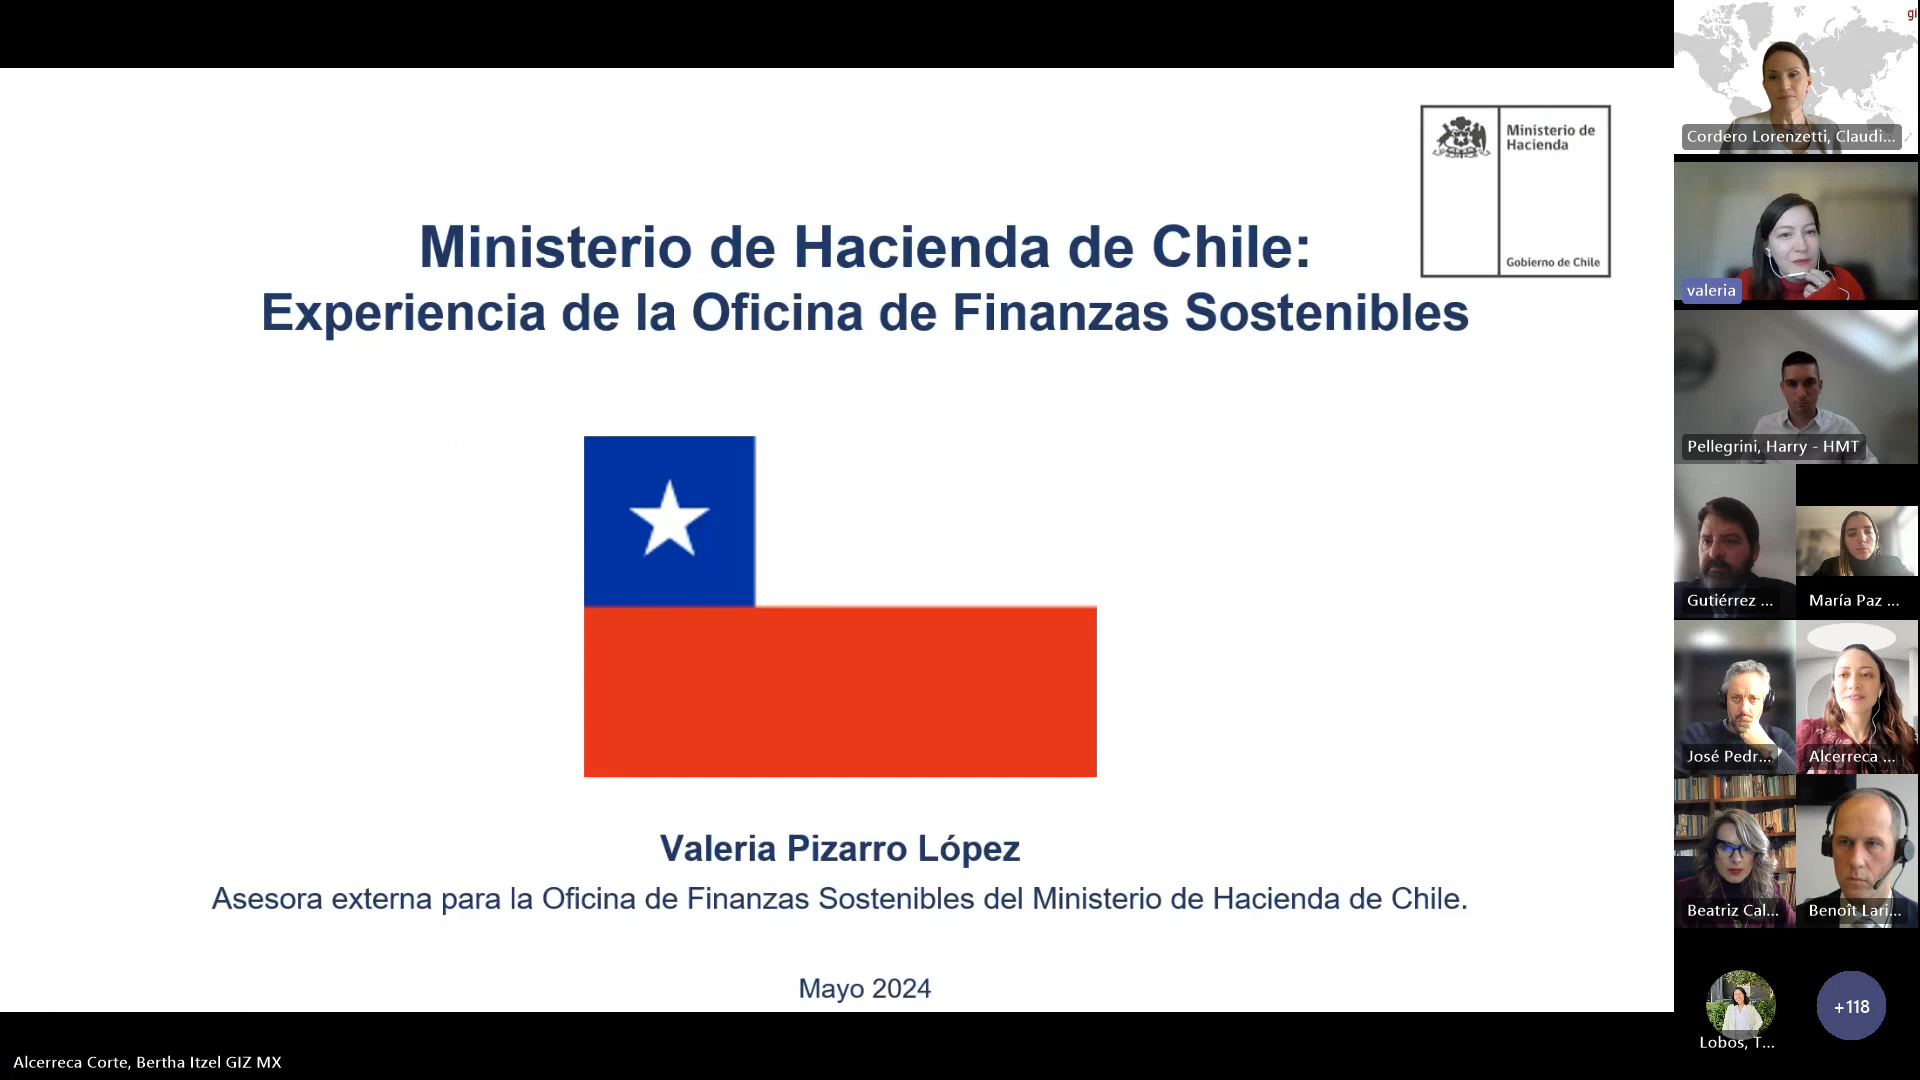 Ministerio de
Hacienda
Gobierno de Chile
Ministerio de Hacienda de Chile:
Experiencia de la Oficina de Finanzas Sostenibles
Valeria Pizarro López
Asesora externa para la Oficina de Finanzas Sostenibles del Ministerio de Hacienda de Chile.
Mayo 2024
Alcerreca Corte, Bertha Itzel GIZ MX
gi
Cordero Lorenzetti, Claudi...
valeria
Pellegrini, Harry - HMT
Gutiérrez ...
María Paz ...
José Pedr...
Alcerreca ...
Beatriz Cal...
Benoît Lari...
Lobos, T...
+118